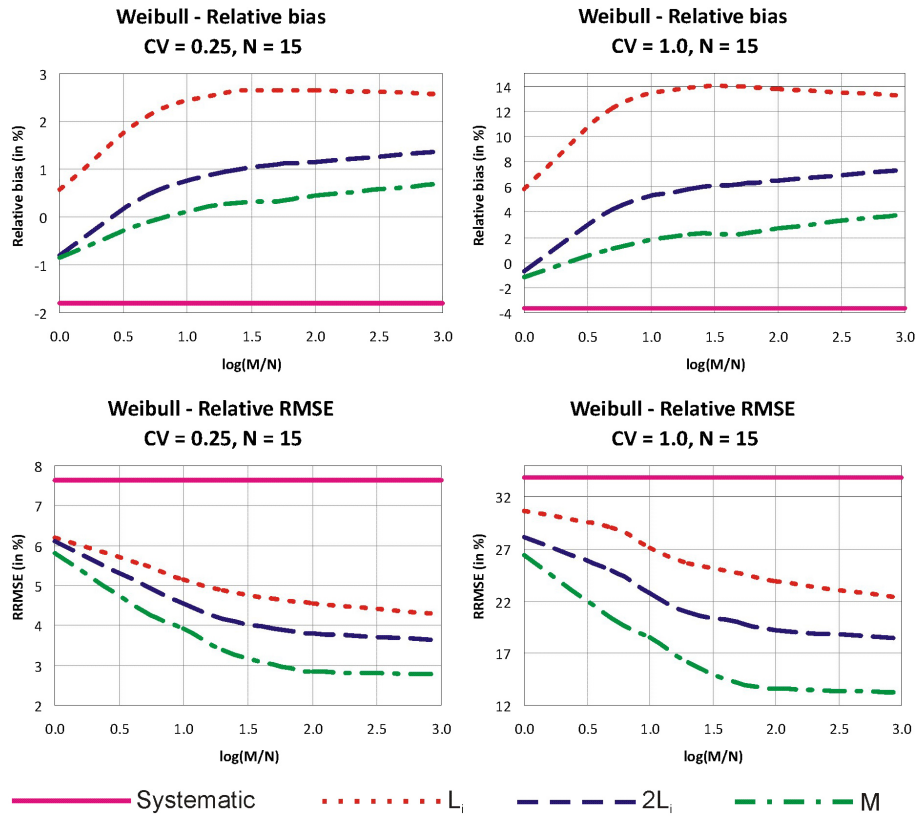 Weibull - Relative bias
CV = 0.25, N = 15
Relative bias (in %)
3
2
1
0
-1
-2
0.0 0.5 1.0 1.5 2.0 2.5 3.0
log(M/N)
Weibull - Relative bias
CV = 1.0, N = 15
Relative bias (in %)
14
12
10
8
6
4
2
0
-2
-4
0.0 0.5 1.0 1.5 2.0 2.5 3.0
log(M/N)
Weibull - Relative RMSE
CV = 0.25, N = 15
RRMSE (in %)
8
7
6
5
4
3
2
0.0 0.5 1.0 1.5 2.0 2.5 3.0
log(M/N)
Weibull - Relative RMSE
CV = 1.0, N = 15
RRMSE (in %)
32
27
22
17
12
0.0 0.5 1.0 1.5 2.0 2.5 3.0
log(M/N)
Systematic Lᵢ 2Lᵢ M